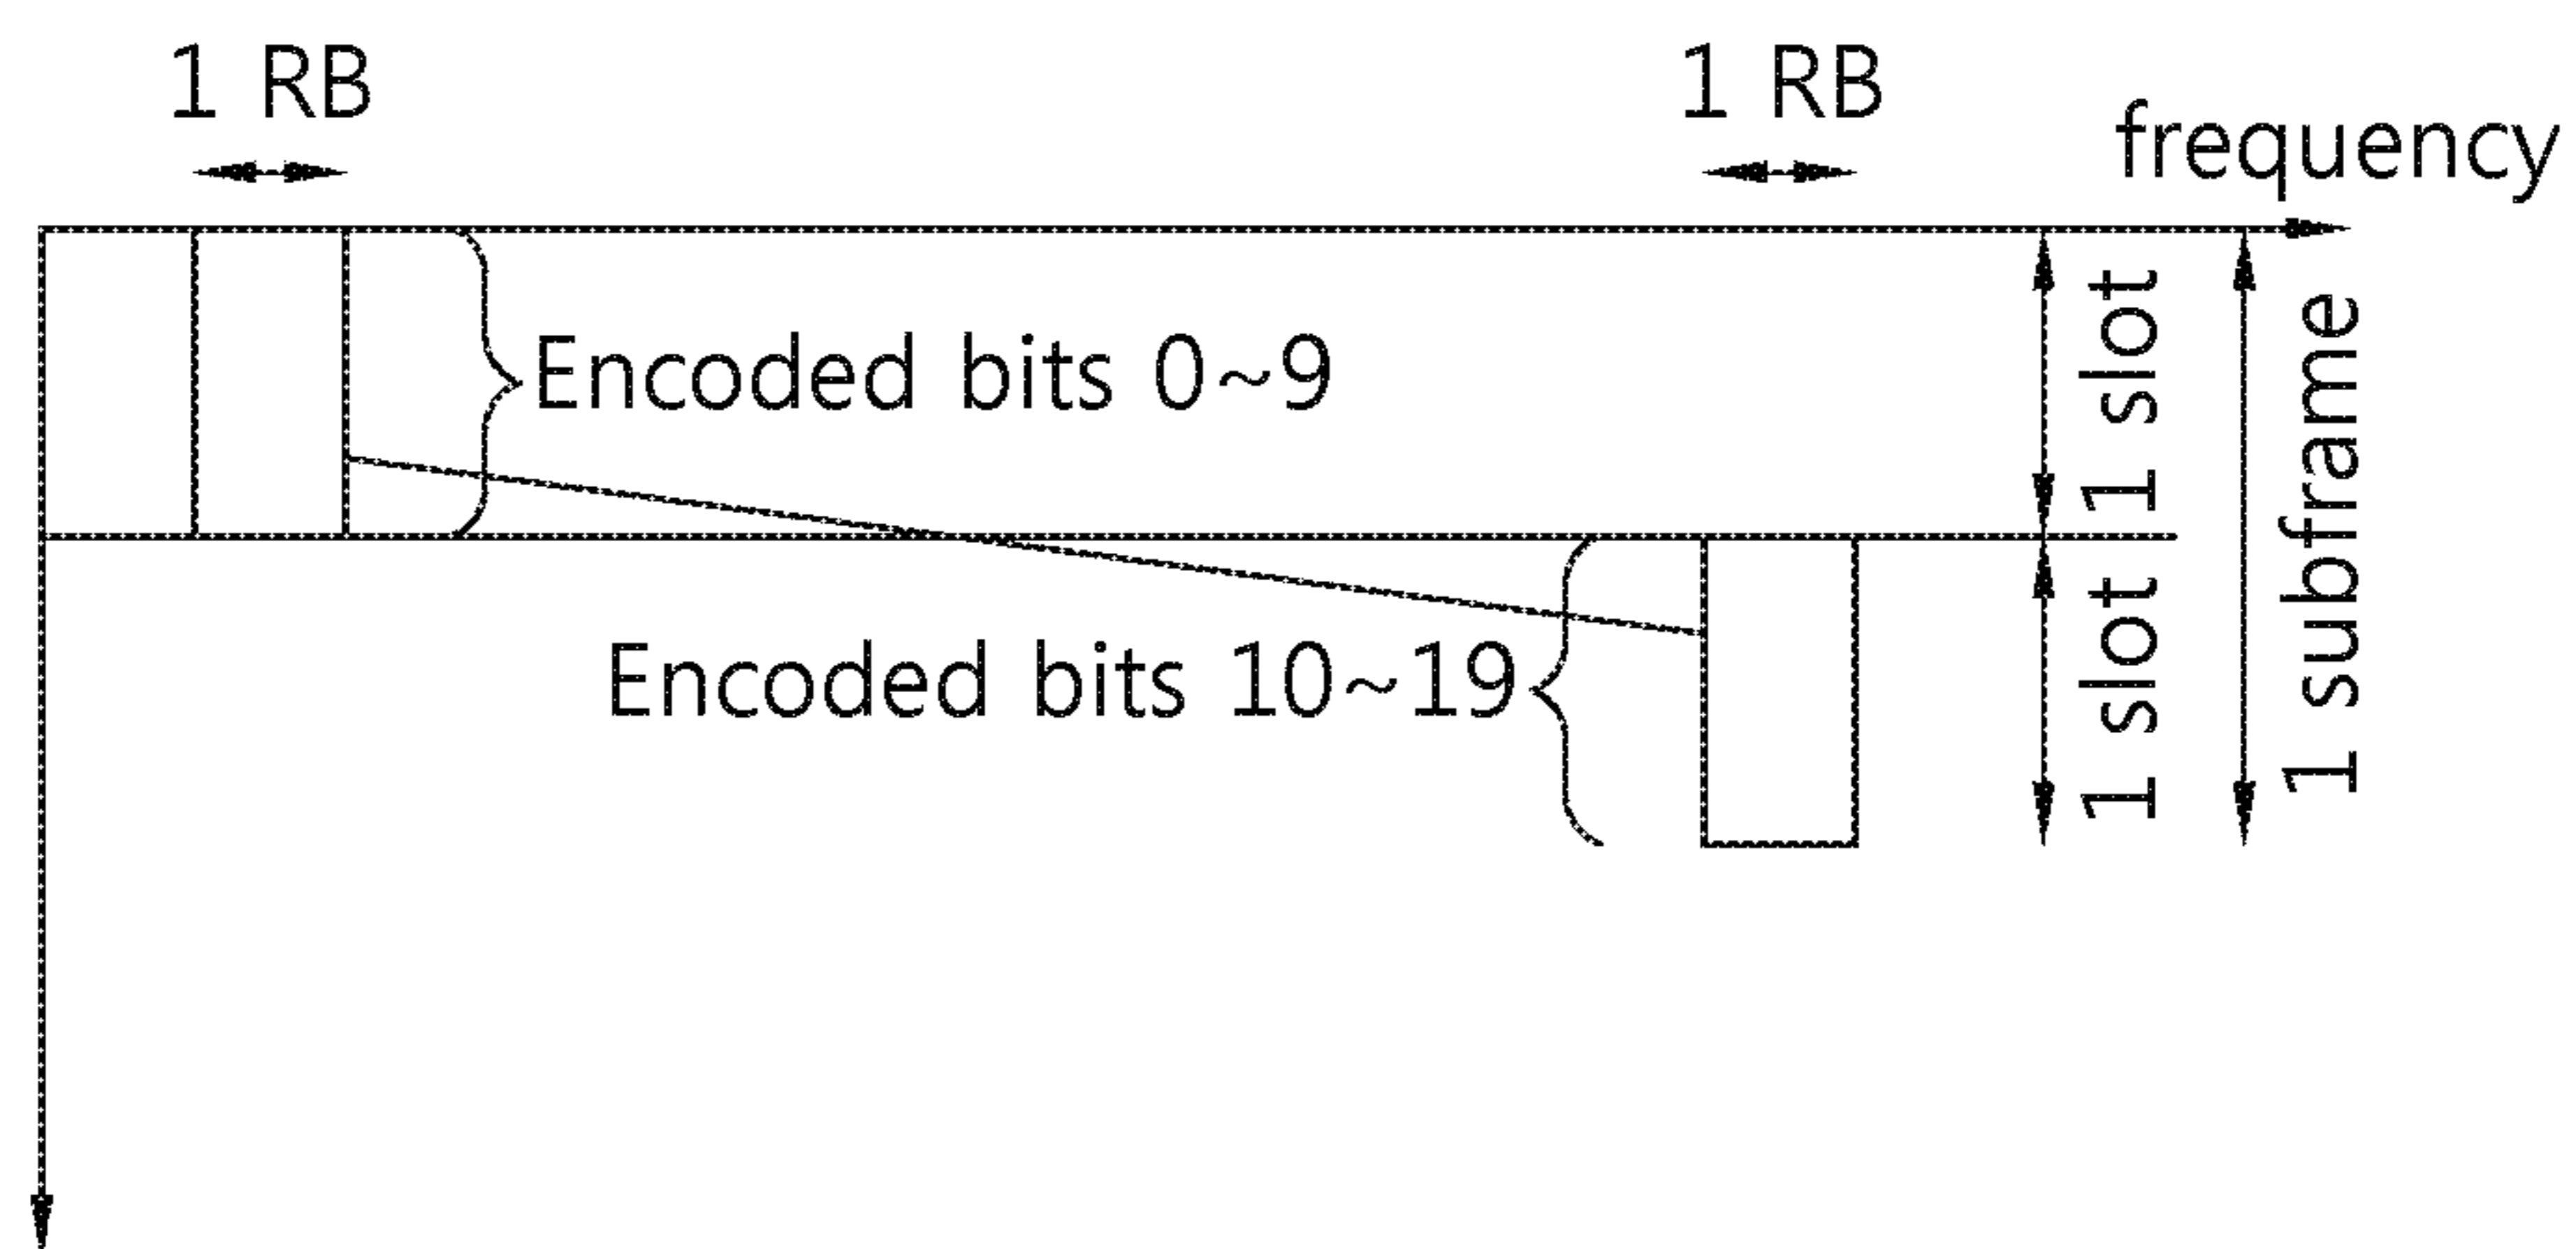 1 RB
1 RB
frequency
Encoded bits 0~9
1 slot
1 subframe
Encoded bits 10~19
1 slot